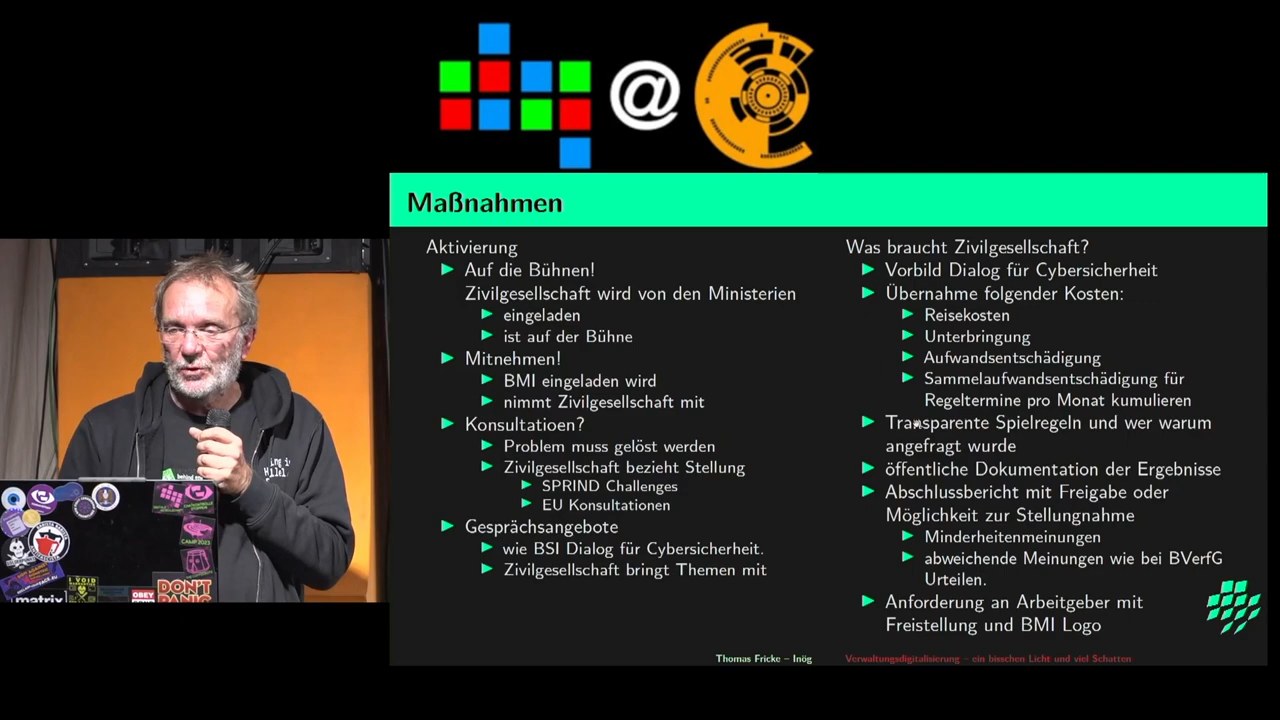 @
Maßnahmen
Aktivierung
Auf die Bühnen!
Zivilgesellschaft wird von den Ministerien
eingeladen
ist auf der Bühne
Mitnehmen!
BMI eingeladen wird
nimmt Zivilgesellschaft mit
Konsultatioen?
Problem muss gelöst werden
Zivilgesellschaft bezieht Stellung
SPRIND Challenges
EU Konsultationen
Gesprächsangebote
wie BSI Dialog für Cybersicherheit.
Zivilgesellschaft bringt Themen mit
Was braucht Zivilgesellschaft?
Vorbild Dialog für Cybersicherheit
Übernahme folgender Kosten:
Reisekosten
Unterbringung
Aufwandsentschädigung
Sammelaufwandsentschädigung für
Regeltermine pro Monat kumulieren
Transparente Spielregeln und wer warum
angefragt wurde
öffentliche Dokumentation der Ergebnisse
Abschlussbericht mit Freigabe oder
Möglichkeit zur Stellungnahme
Minderheitenmeinungen
abweichende Meinungen wie bei BVerfG
Urteilen.
Anforderung an Arbeitgeber mit
Freistellung und BMI Logo
Thomas Fricke – Inög
Verwaltungsdigitalisierung – ein bisschen Licht und viel Schatten
CAMP2023
I VOID
WARRANTIES
DON'T
PANIC
OBEY
matrix